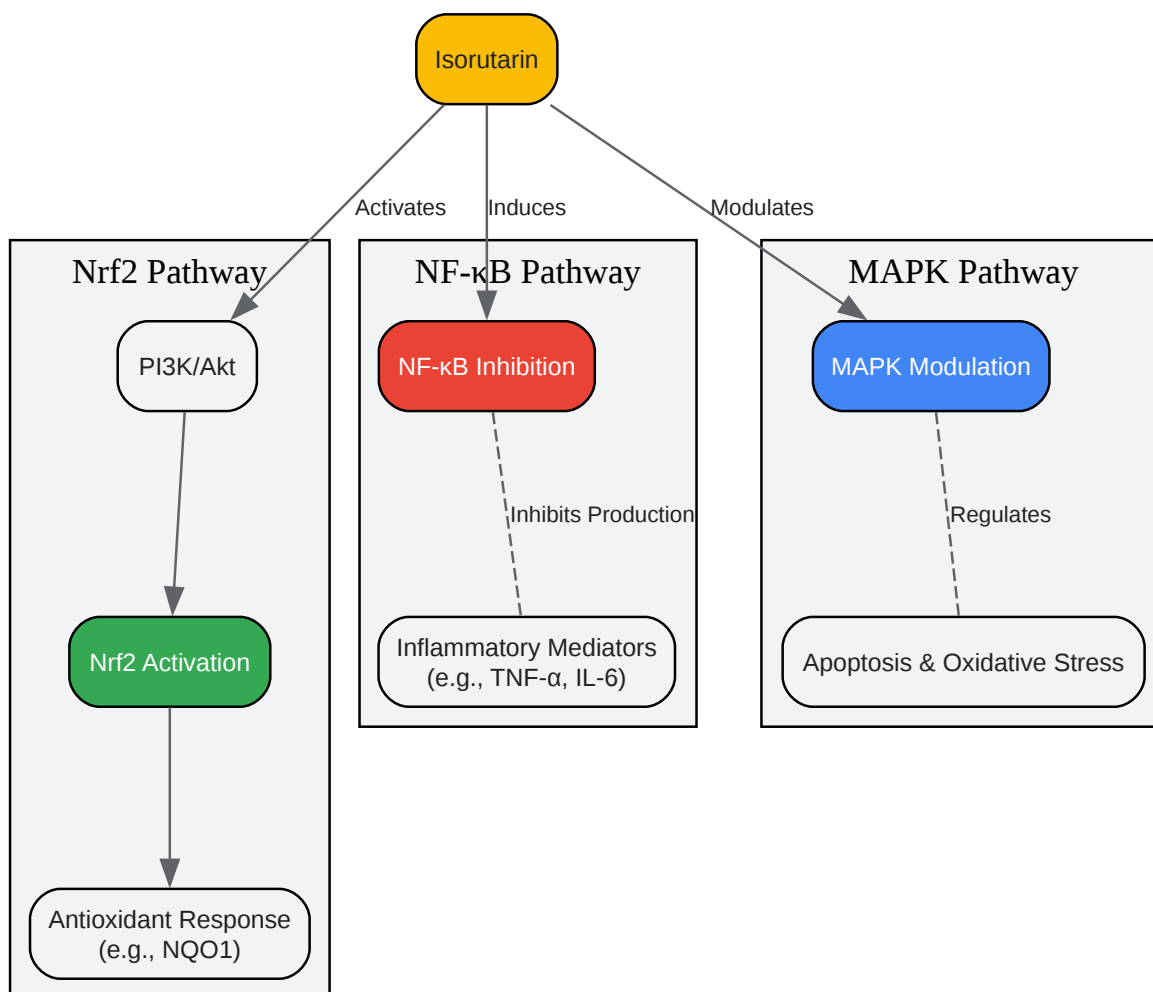 Isorutarin
Activates
Induces
Modulates
Nrf2 Pathway
NF-κB Pathway
MAPK Pathway
PI3K/Akt
NF-κB Inhibition
MAPK Modulation
Inhibits Production
Regulates
Nrf2 Activation
Inflammatory Mediators
(e.g., TNF-α, IL-6)
Apoptosis & Oxidative Stress
Antioxidant Response
(e.g., NQO1)